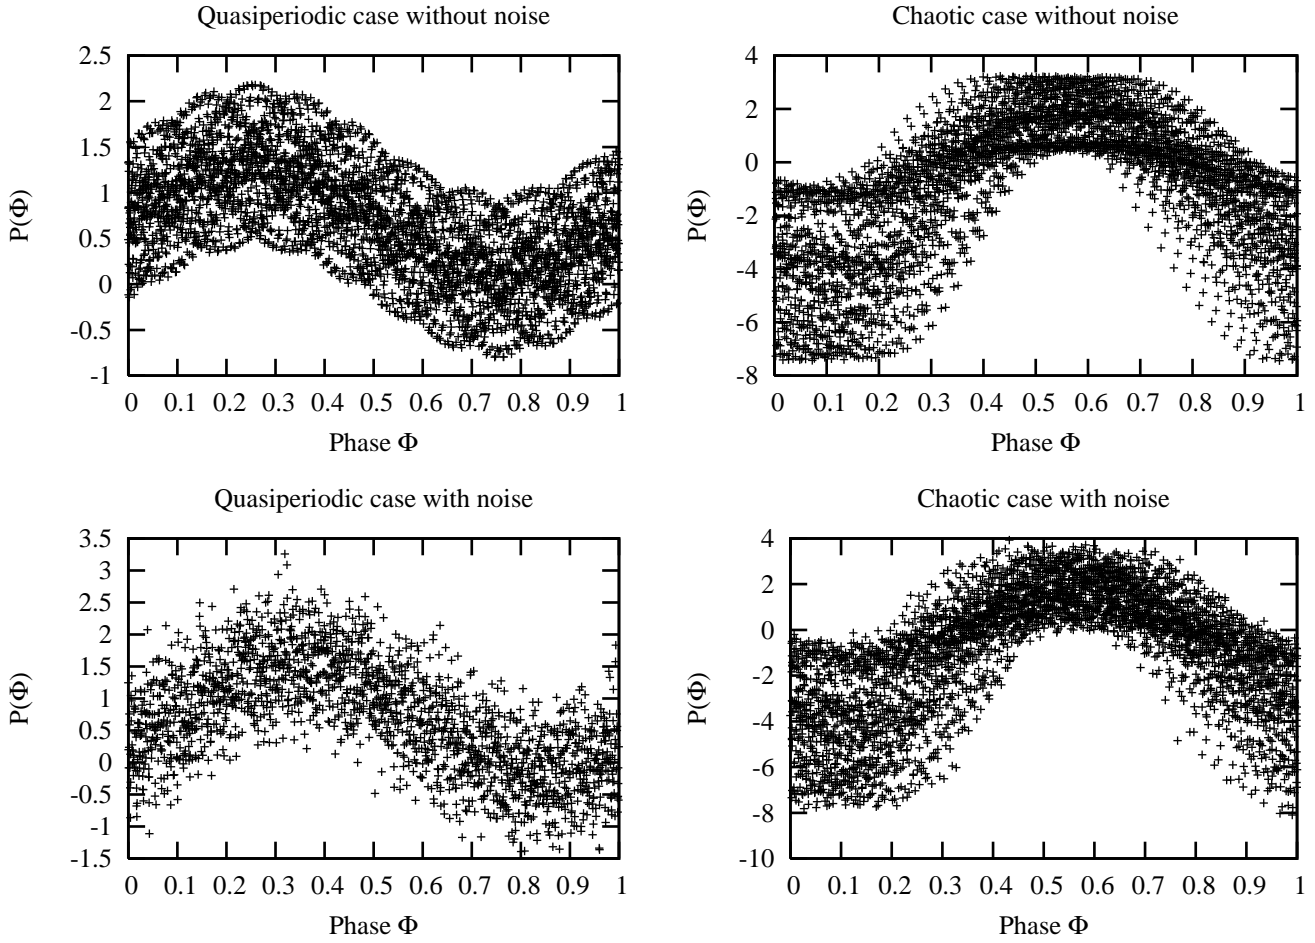 Quasiperiodic case without noise
P(Φ)
2.5
2
1.5
1
0.5
0
-0.5
-1
0 0.1 0.2 0.3 0.4 0.5 0.6 0.7 0.8 0.9 1
Phase Φ
Chaotic case without noise
P(Φ)
4
2
0
-2
-4
-6
-8
0 0.1 0.2 0.3 0.4 0.5 0.6 0.7 0.8 0.9 1
Phase Φ
Quasiperiodic case with noise
P(Φ)
3.5
3
2.5
2
1.5
1
0.5
0
-0.5
-1
-1.5
0 0.1 0.2 0.3 0.4 0.5 0.6 0.7 0.8 0.9 1
Phase Φ
Chaotic case with noise
P(Φ)
4
2
0
-2
-4
-6
-8
-10
0 0.1 0.2 0.3 0.4 0.5 0.6 0.7 0.8 0.9 1
Phase Φ